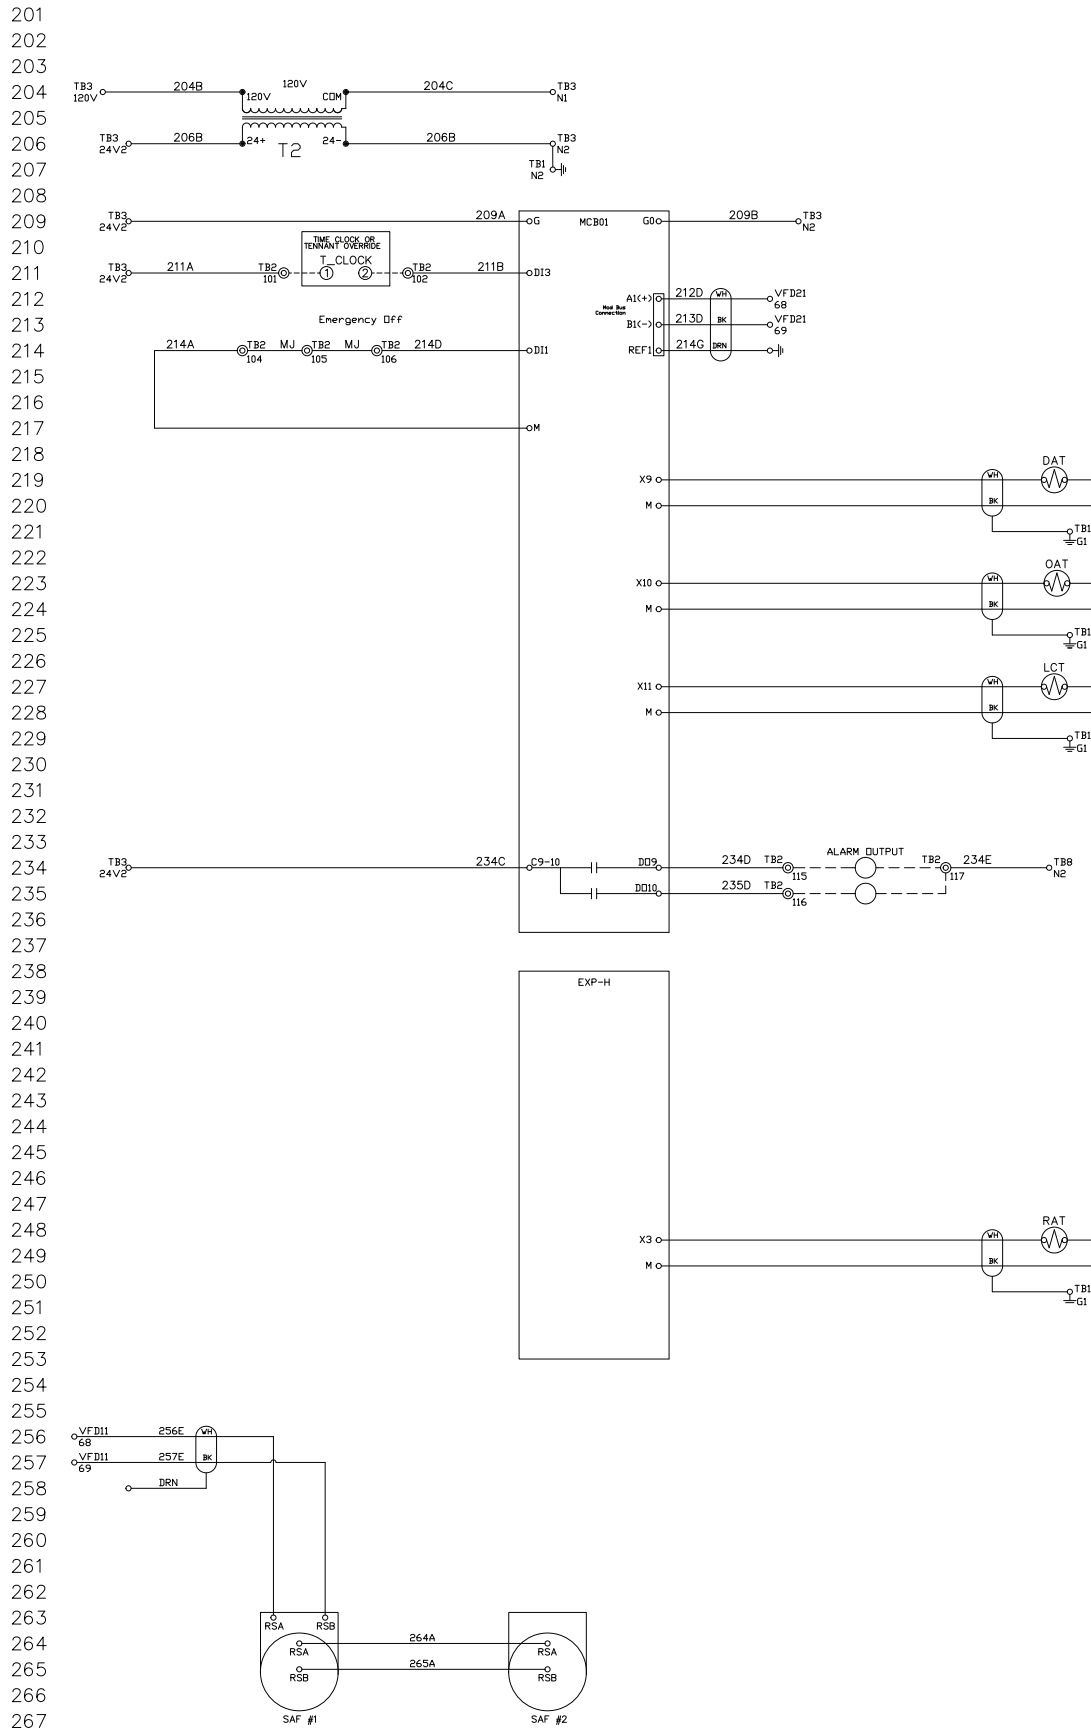 201
202
203
204 TB3 120V 204B 120V 120V COM 204C TB3 N1
205
206 TB3 24V2 206B 24+ T2 24- 206B TB3 N2
207 TB1 N2
208
209 TB3 24V2 209A G MCB01 G0 209B TB3 N2
210 TIME CLOCK OR
TENNANT OVERRIDE
T_CLOCK
211 TB3 24V2 211A TB2 101 1 2 TB2 102 211B DI3
212 A1(+) 212D WH VFD21 68
Mod Bus
Connection
213 Emergency Off B1(-) 213D BK VFD21 69
214 214A TB2 104 MJ TB2 105 MJ TB2 106 214D DI1 REF1 214G DRN
215
216
217 M
218
219 X9 WH DAT
220 M BK
221 TB1 G1
222
223 X10 WH OAT
224 M BK
225 TB1 G1
226
227 X11 WH LCT
228 M BK
229 TB1 G1
230
231
232
233
234 TB3 24V2 234C C9-10 DO9 234D TB2 115 ALARM OUTPUT TB2 117 234E TB8 N2
235 DO10 235D TB2 116
236
237
238 EXP-H
239
240
241
242
243
244
245
246
247
248 X3 WH RAT
249 M BK
250
251 TB1 G1
252
253
254
255
256 VFD11 68 256E WH
257 VFD11 69 257E BK
258 DRN
259
260
261
262
263 RSA RSB
264 RSA 264A RSA
265 RSB 265A RSB
266
267 SAF #1 SAF #2